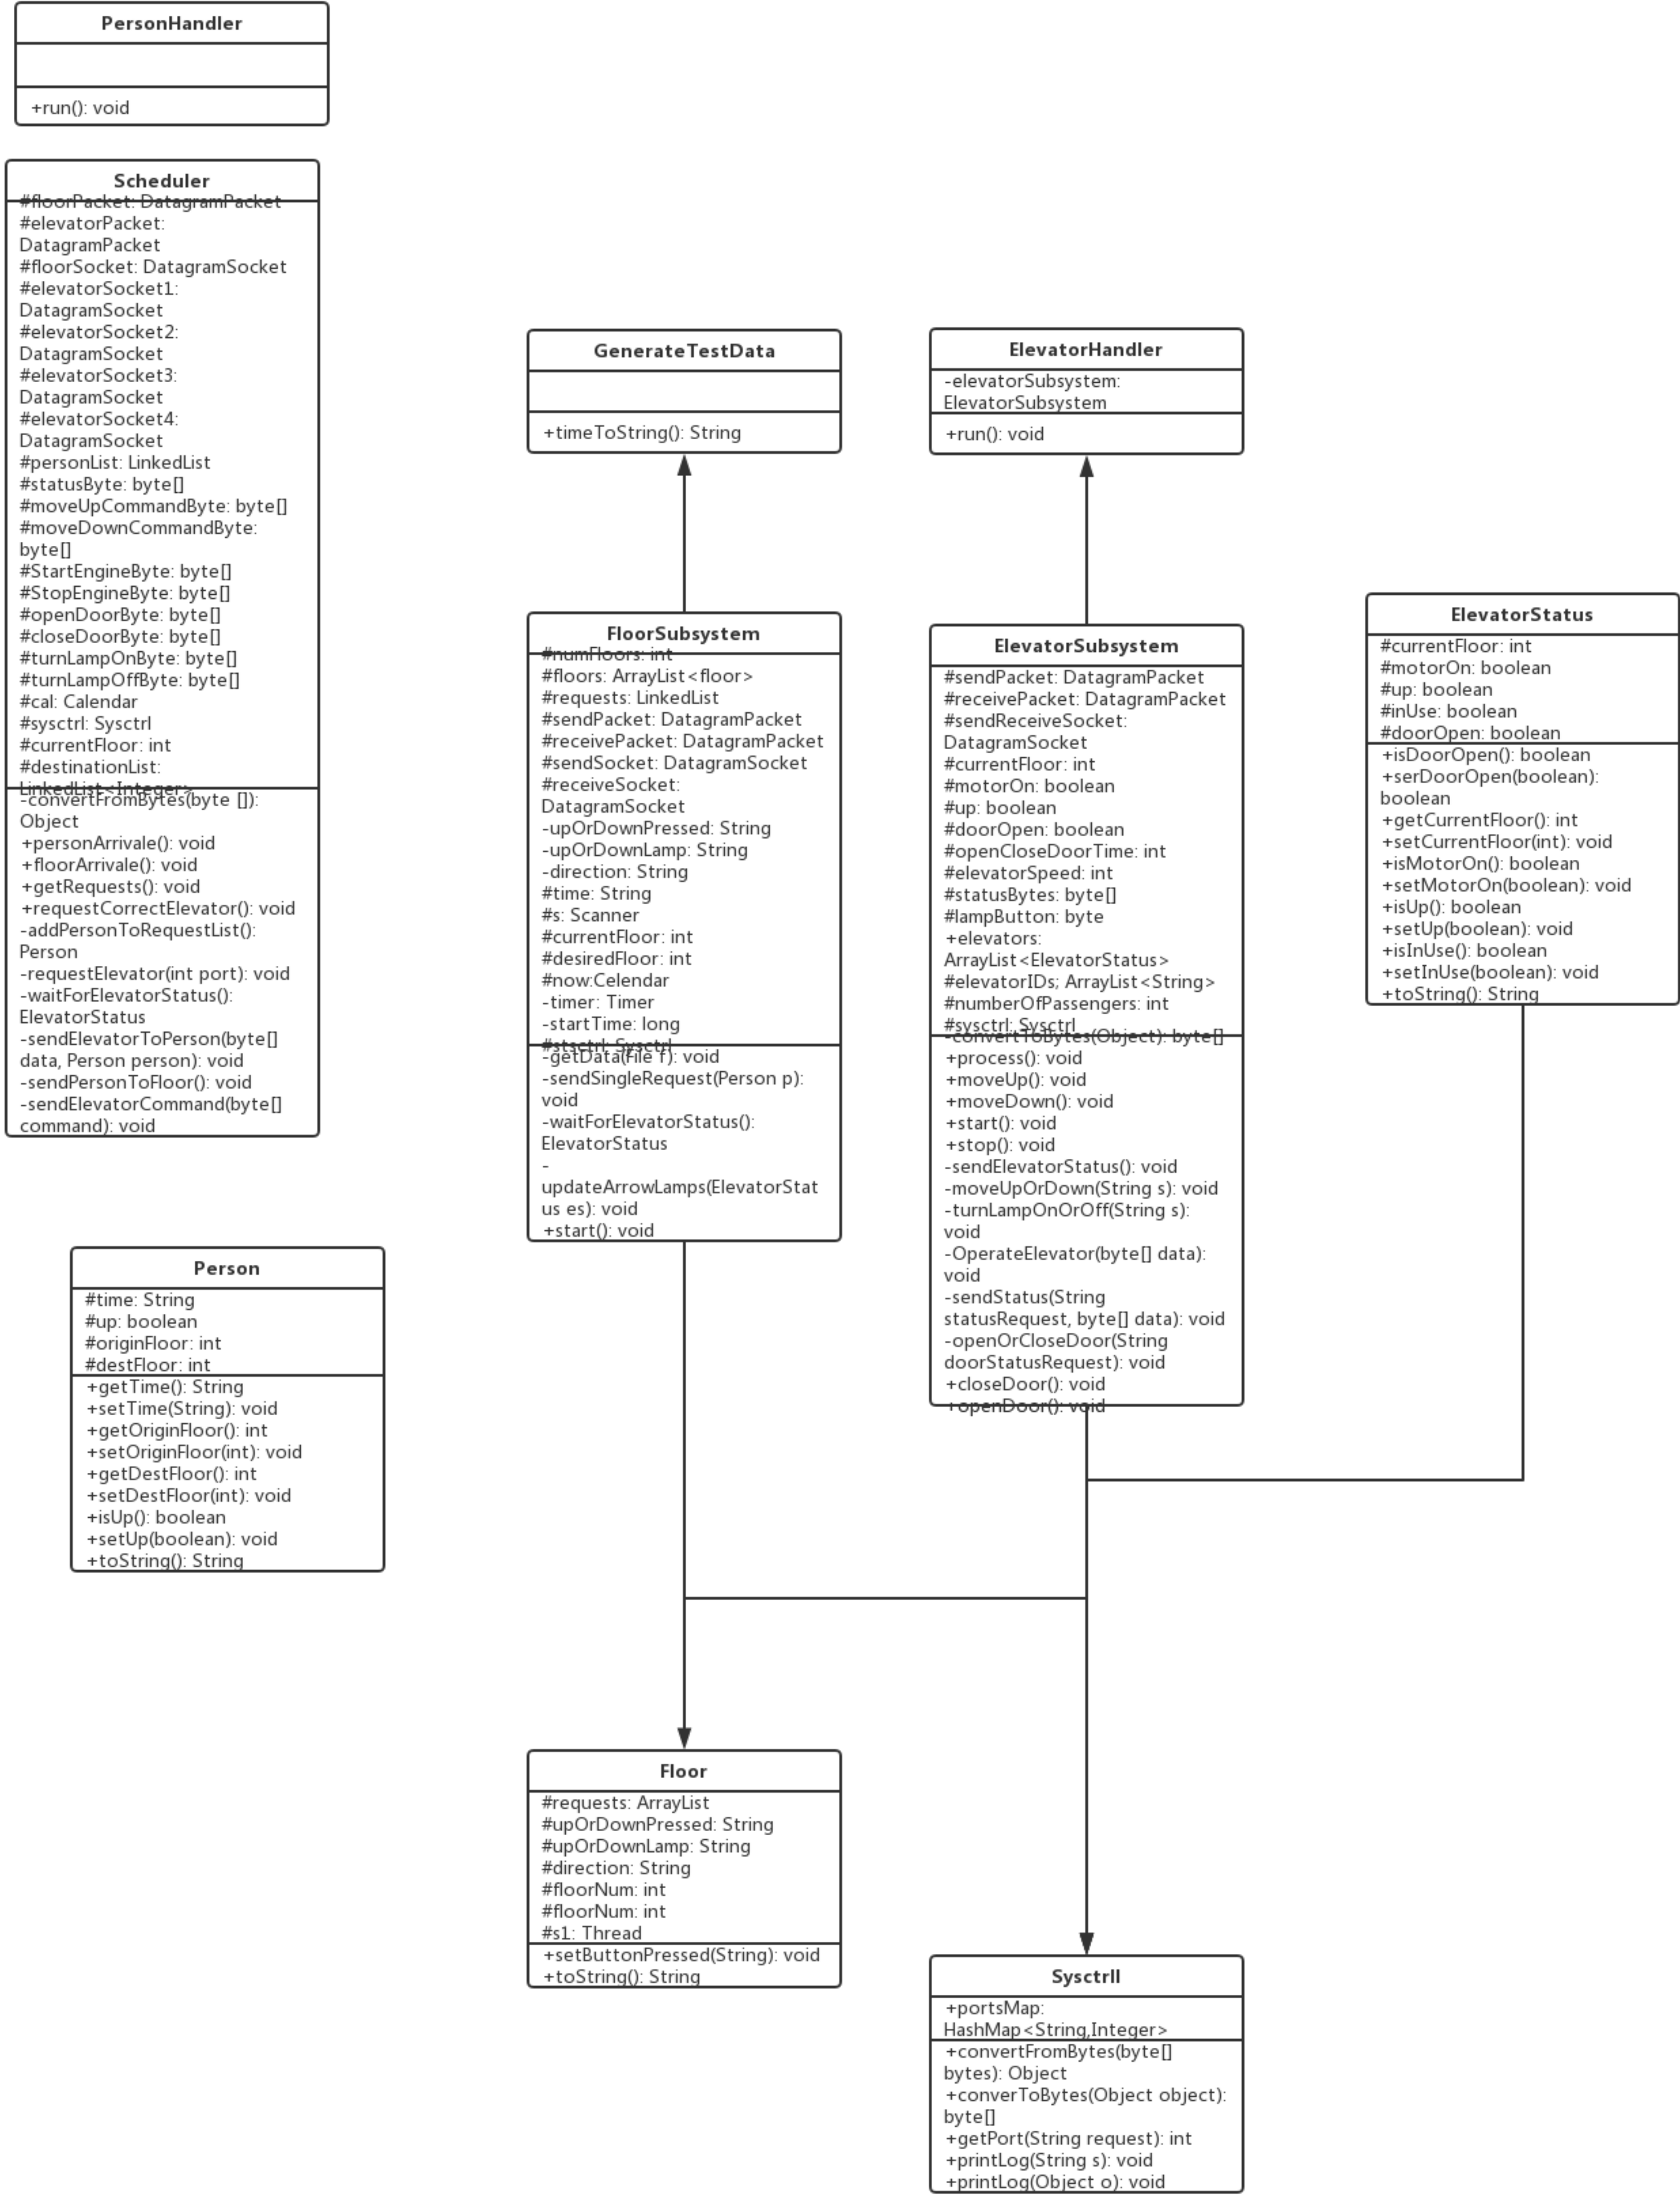 PersonHandler
+run(): void
Scheduler
#floorPacket: DatagramPacket
#elevatorPacket:
DatagramPacket
#floorSocket: DatagramSocket
#elevatorSocket1:
DatagramSocket
#elevatorSocket2:
DatagramSocket
#elevatorSocket3:
DatagramSocket
#elevatorSocket4:
DatagramSocket
#personList: LinkedList
#statusByte: byte[]
#moveUpCommandByte: byte[]
#moveDownCommandByte:
byte[]
#StartEngineByte: byte[]
#StopEngineByte: byte[]
#openDoorByte: byte[]
#closeDoorByte: byte[]
#turnLampOnByte: byte[]
#turnLampOffByte: byte[]
#cal: Calendar
#sysctrl: Sysctrl
#currentFloor: int
#destinationList:
LinkedList<Integer>
-convertFromBytes(byte []):
Object
+personArrivale(): void
+floorArrivale(): void
+getRequests(): void
+requestCorrectElevator(): void
-addPersonToRequestList():
Person
-requestElevator(int port): void
-waitForElevatorStatus():
ElevatorStatus
-sendElevatorToPerson(byte[]
data, Person person): void
-sendPersonToFloor(): void
-sendElevatorCommand(byte[]
command): void
GenerateTestData
+timeToString(): String
ElevatorHandler
-elevatorSubsystem:
ElevatorSubsystem
+run(): void
FloorSubsystem
#numFloors: int
#floors: ArrayList<floor>
#requests: LinkedList
#sendPacket: DatagramPacket
#receivePacket: DatagramPacket
#sendSocket: DatagramSocket
#receiveSocket:
DatagramSocket
-upOrDownPressed: String
-upOrDownLamp: String
-direction: String
#time: String
#s: Scanner
#currentFloor: int
#desiredFloor: int
#now:Celendar
-timer: Timer
-startTime: long
#stsctrl: Sysctrl
-getData(File f): void
-sendSingleRequest(Person p):
void
-waitForElevatorStatus():
ElevatorStatus
-
updateArrowLamps(ElevatorStat
us es): void
+start(): void
ElevatorSubsystem
#sendPacket: DatagramPacket
#receivePacket: DatagramPacket
#sendReceiveSocket:
DatagramSocket
#currentFloor: int
#motorOn: boolean
#up: boolean
#doorOpen: boolean
#openCloseDoorTime: int
#elevatorSpeed: int
#statusBytes: byte[]
#lampButton: byte
+elevators:
ArrayList<ElevatorStatus>
#elevatorIDs; ArrayList<String>
#numberOfPassengers: int
#sysctrl: Sysctrl
-convertToBytes(Object): byte[]
+process(): void
+moveUp(): void
+moveDown(): void
+start(): void
+stop(): void
-sendElevatorStatus(): void
-moveUpOrDown(String s): void
-turnLampOnOrOff(String s):
void
-OperateElevator(byte[] data):
void
-sendStatus(String
statusRequest, byte[] data): void
-openOrCloseDoor(String
doorStatusRequest): void
+closeDoor(): void
+openDoor(): void
ElevatorStatus
#currentFloor: int
#motorOn: boolean
#up: boolean
#inUse: boolean
#doorOpen: boolean
+isDoorOpen(): boolean
+serDoorOpen(boolean):
boolean
+getCurrentFloor(): int
+setCurrentFloor(int): void
+isMotorOn(): boolean
+setMotorOn(boolean): void
+isUp(): boolean
+setUp(boolean): void
+isInUse(): boolean
+setInUse(boolean): void
+toString(): String
Person
#time: String
#up: boolean
#originFloor: int
#destFloor: int
+getTime(): String
+setTime(String): void
+getOriginFloor(): int
+setOriginFloor(int): void
+getDestFloor(): int
+setDestFloor(int): void
+isUp(): boolean
+setUp(boolean): void
+toString(): String
Floor
#requests: ArrayList
#upOrDownPressed: String
#upOrDownLamp: String
#direction: String
#floorNum: int
#floorNum: int
#s1: Thread
+setButtonPressed(String): void
+toString(): String
Sysctrll
+portsMap:
HashMap<String,Integer>
+convertFromBytes(byte[]
bytes): Object
+converToBytes(Object object):
byte[]
+getPort(String request): int
+printLog(String s): void
+printLog(Object o): void